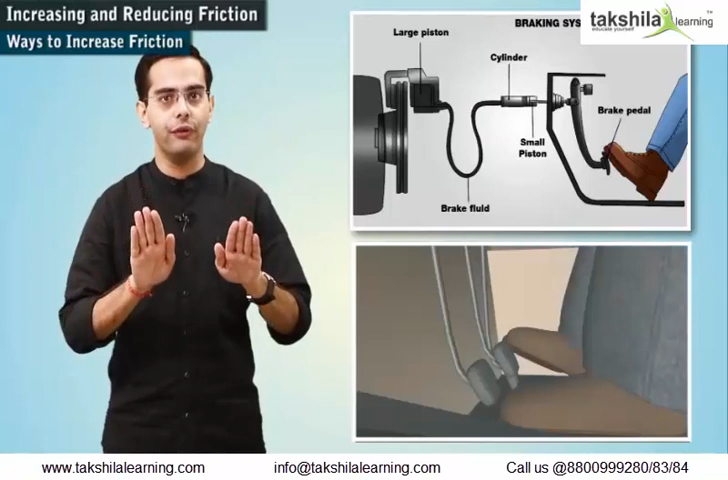 Increasing and Reducing Friction
Ways to Increase Friction
BRAKING SYS
takshila learning
TM
educate yourself
Large piston
Cylinder
Brake pedal
Small
Piston
Brake fluid
www.takshilalearning.com
info@takshilalearning.com
Call us @8800999280/83/84